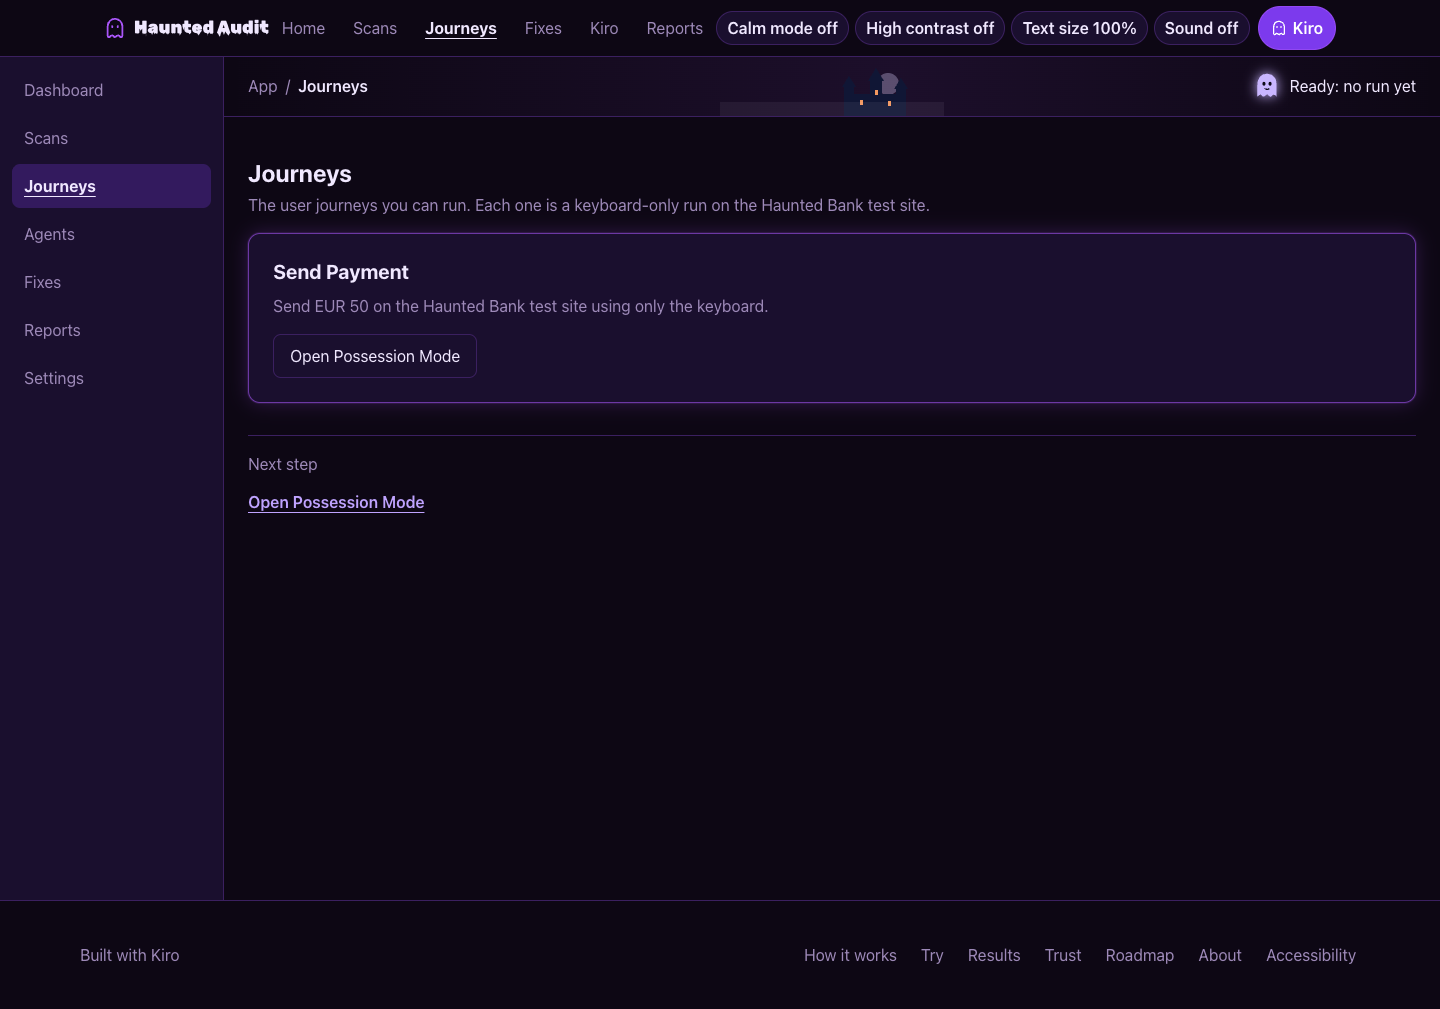 Haunted Audit Home Scans Journeys Fixes Kiro Reports Calm mode off High contrast off Text size 100% Sound off Kiro
Dashboard
Scans
Journeys
Agents
Fixes
Reports
Settings
App / Journeys
Ready: no run yet
Journeys
The user journeys you can run. Each one is a keyboard-only run on the Haunted Bank test site.
Send Payment
Send EUR 50 on the Haunted Bank test site using only the keyboard.
Open Possession Mode
Next step
Open Possession Mode
Built with Kiro
How it works Try Results Trust Roadmap About Accessibility